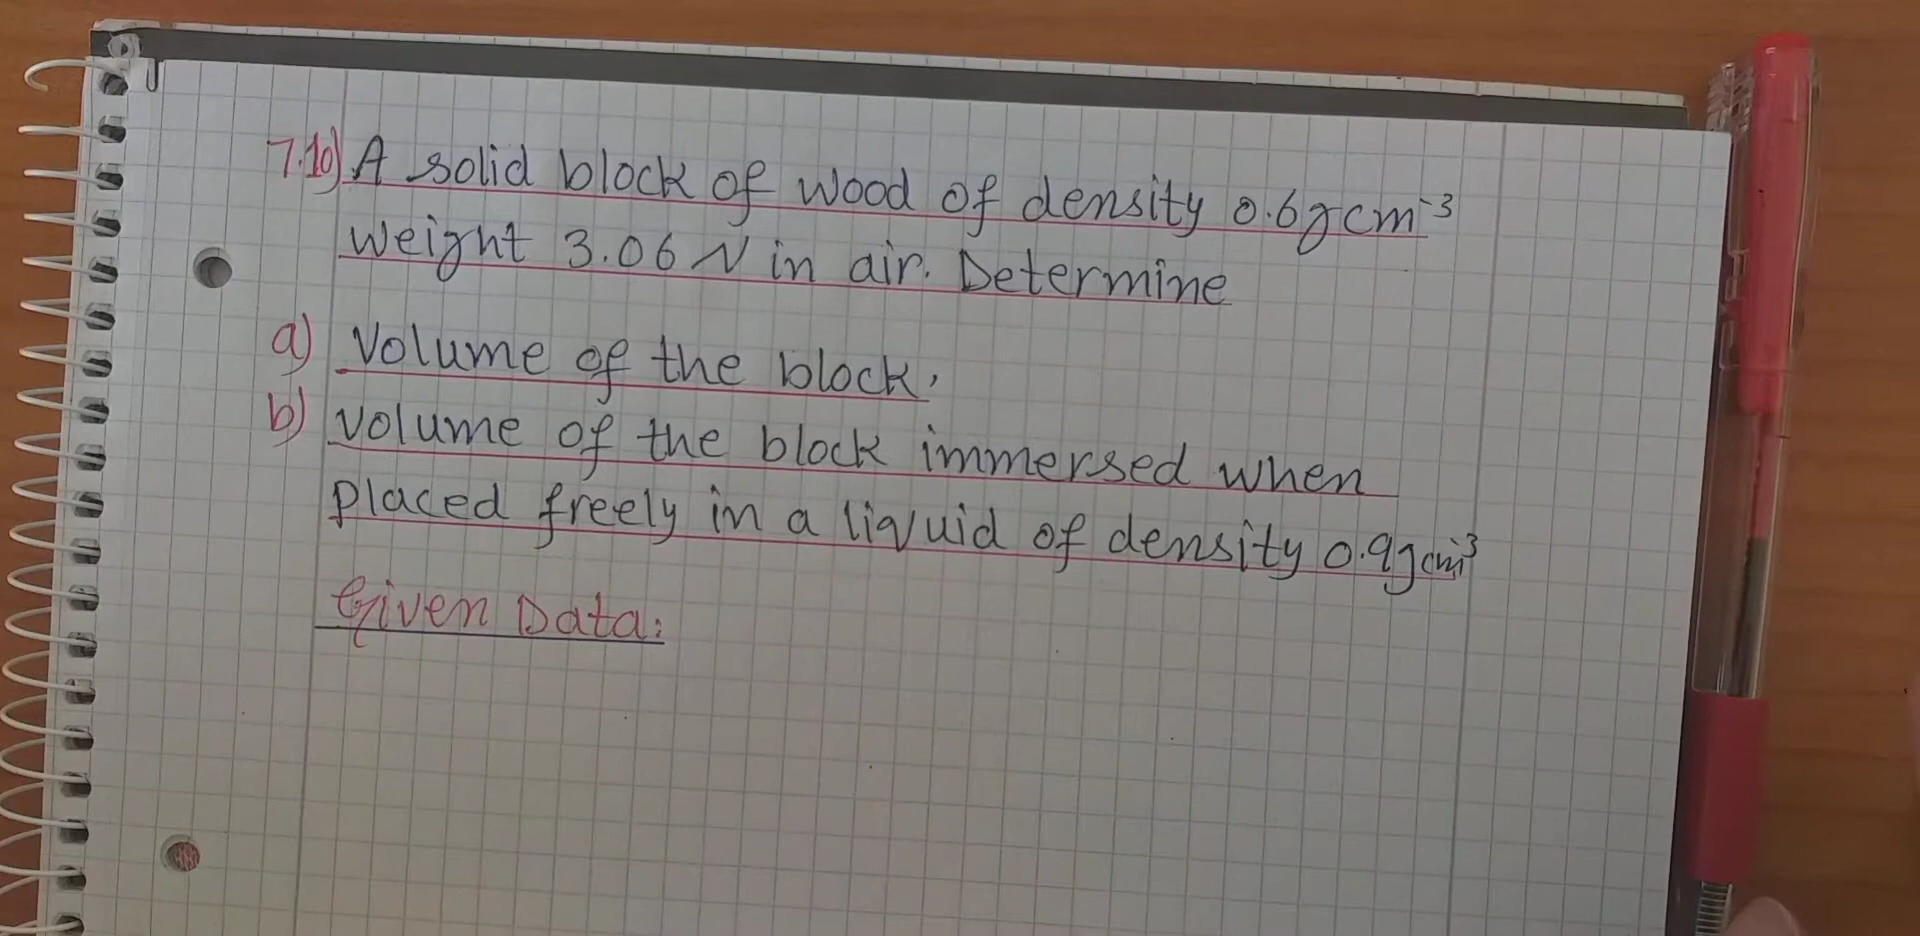 7.10) A solid block of wood of density 0.6gcm⁻³
weight 3.06 N in air. Determine
a) Volume of the block.
b) volume of the block immersed when
placed freely in a liquid of density 0.9gcm⁻³
Given Data: